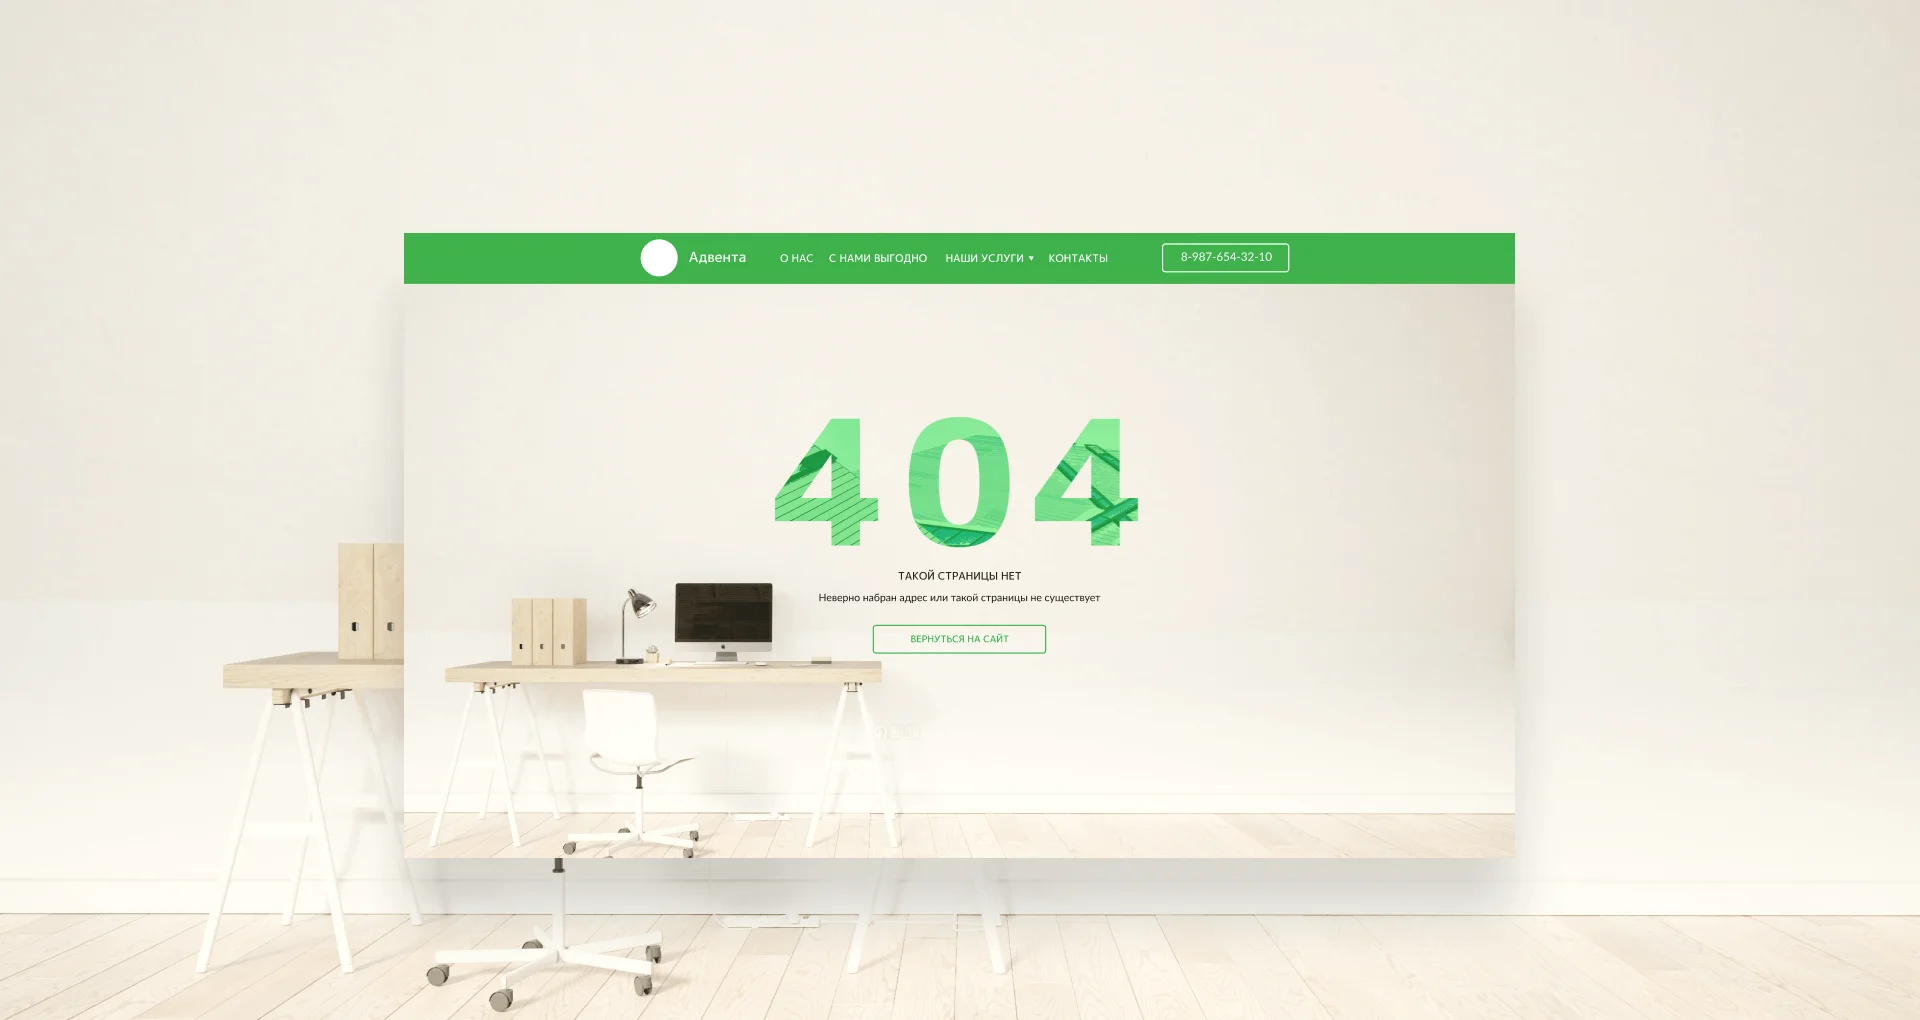 Адвента
О НАС
С НАМИ ВЫГОДНО
НАШИ УСЛУГИ ▼
КОНТАКТЫ
8-987-654-32-10
404
ТАКОЙ СТРАНИЦЫ НЕТ
Неверно набран адрес или такой страницы не существует
ВЕРНУТЬСЯ НА САЙТ